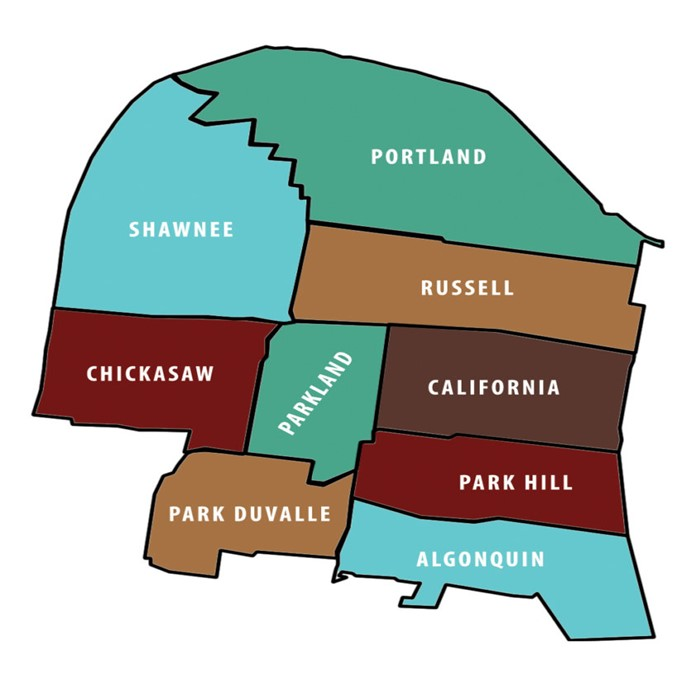 PORTLAND
SHAWNEE
RUSSELL
CHICKASAW
PARKLAND
CALIFORNIA
PARK HILL
PARK DUVALLE
ALGONQUIN